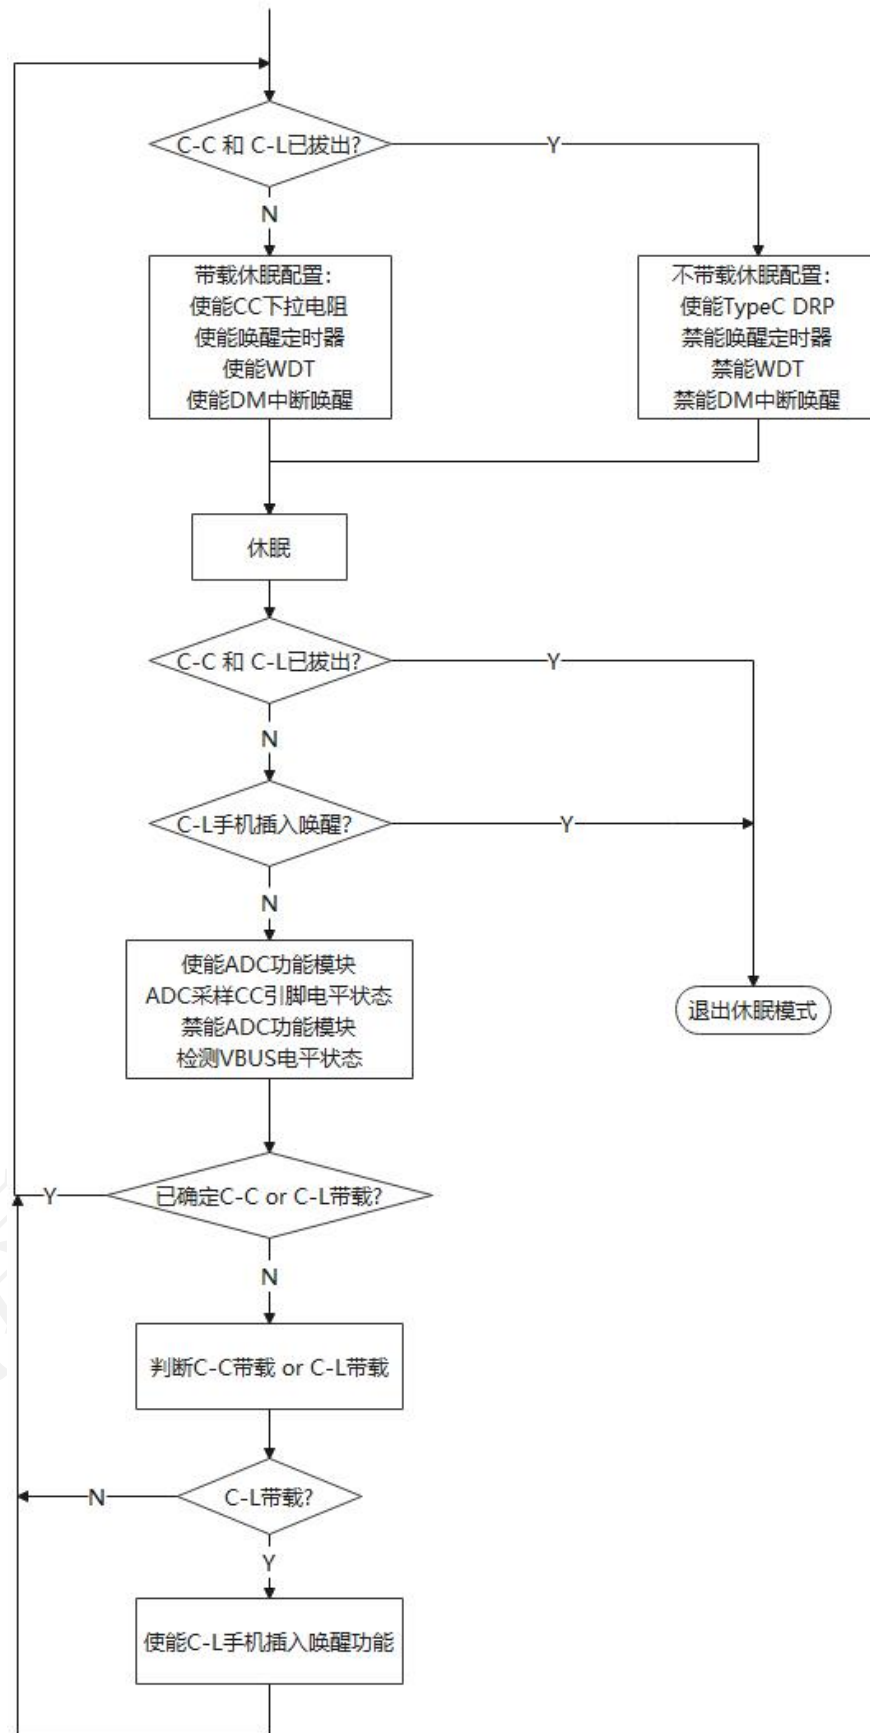 C-C 和 C-L已拔出?
Y
N
带载休眠配置:
使能CC下拉电阻
使能唤醒定时器
使能WDT
使能DM中断唤醒
不带载休眠配置:
使能TypeC DRP
禁能唤醒定时器
禁能WDT
禁能DM中断唤醒
休眠
C-C 和 C-L已拔出?
Y
N
C-L手机插入唤醒?
Y
N
使能ADC功能模块
ADC采样CC引脚电平状态
禁能ADC功能模块
检测VBUS电平状态
退出休眠模式
已确定C-C or C-L带载?
Y
N
判断C-C带载 or C-L带载
C-L带载?
N
Y
使能C-L手机插入唤醒功能